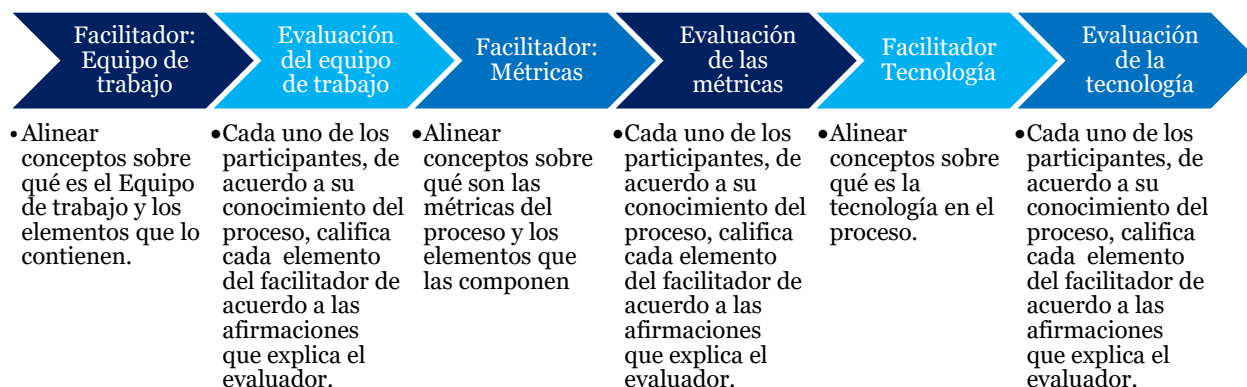 Facilitador:
Equipo de
trabajo
Evaluación
del equipo
de trabajo
Facilitador:
Métricas
Evaluación
de las
métricas
Facilitador
Tecnología
Evaluación
de la
tecnología
•Alinear
conceptos sobre
qué es el Equipo
de trabajo y los
elementos que lo
contienen.
•Cada uno de los
participantes, de
acuerdo a su
conocimiento del
proceso, califica
cada elemento
del facilitador de
acuerdo a las
afirmaciones
que explica el
evaluador.
•Alinear
conceptos sobre
qué son las
métricas del
proceso y los
elementos que
las componen
•Cada uno de los
participantes, de
acuerdo a su
conocimiento del
proceso, califica
cada elemento
del facilitador de
acuerdo a las
afirmaciones
que explica el
evaluador.
•Alinear
conceptos sobre
qué es la
tecnología en el
proceso.
•Cada uno de los
participantes, de
acuerdo a su
conocimiento del
proceso, califica
cada elemento
del facilitador de
acuerdo a las
afirmaciones
que explica el
evaluador.